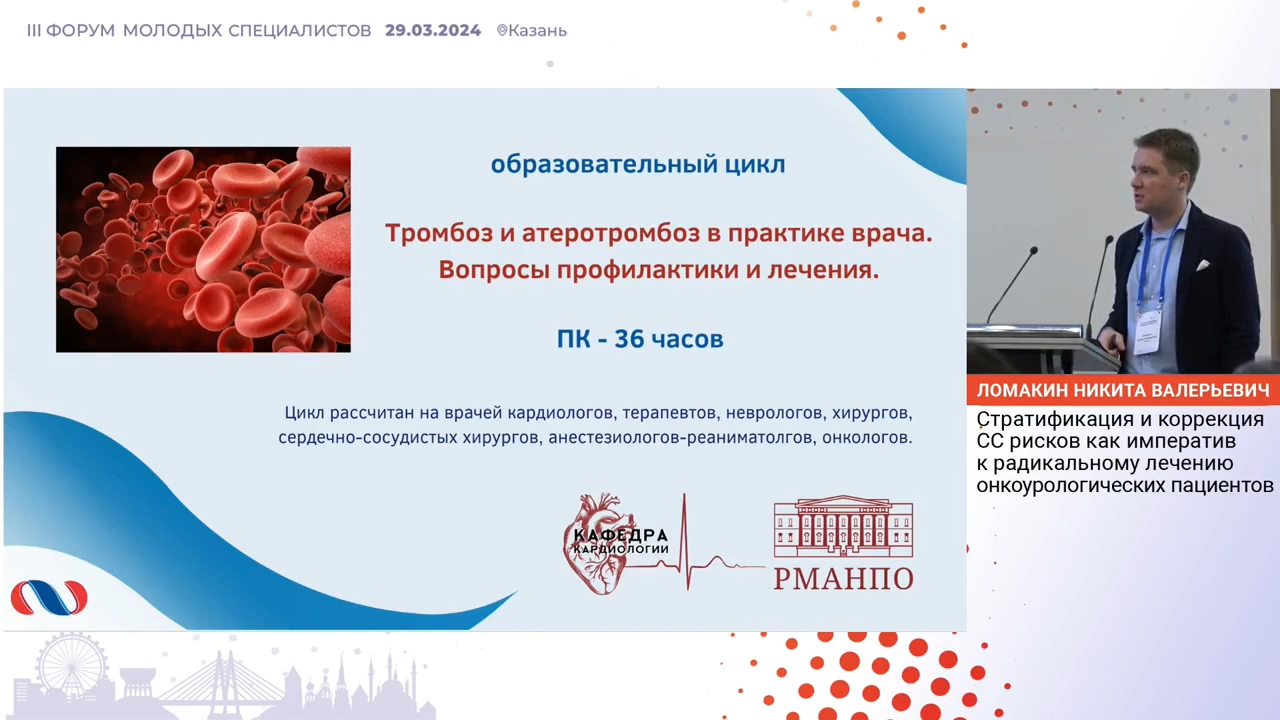 III ФОРУМ МОЛОДЫХ СПЕЦИАЛИСТОВ 29.03.2024 Казань
образовательный цикл
Тромбоз и атеротромбоз в практике врача.
Вопросы профилактики и лечения.
ПК - 36 часов
Цикл рассчитан на врачей кардиологов, терапевтов, неврологов, хирургов,
сердечно-сосудистых хирургов, анестезиологов-реаниматолгов, онкологов.
КАФЕДРА
КАРДИОЛОГИИ
РМАНПО
ЛОМАКИН НИКИТА ВАЛЕРЬЕВИЧ
Стратификация и коррекция
СС рисков как императив
к радикальному лечению
онкоурологических пациентов